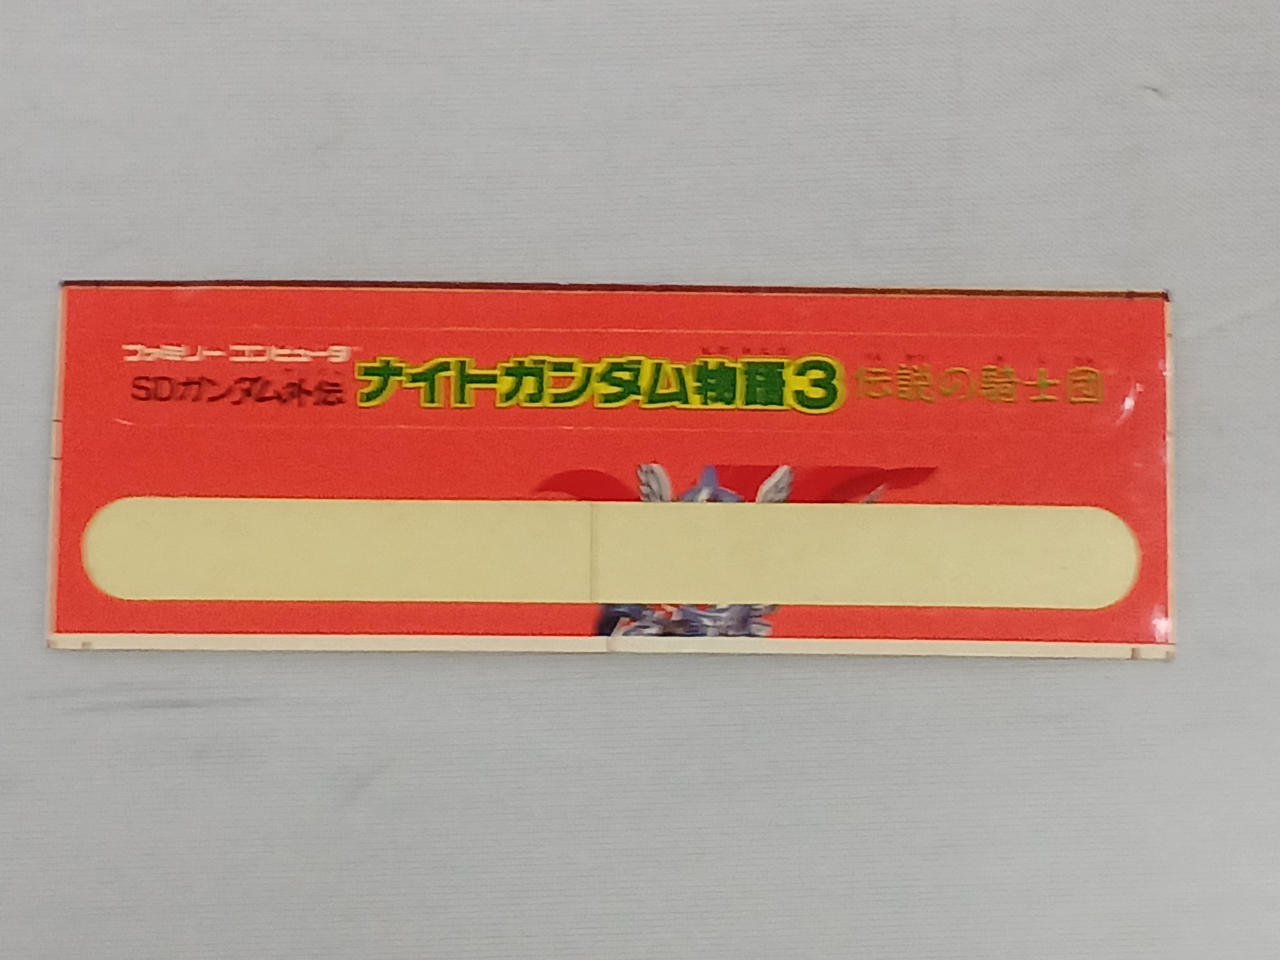 ファミリーコンピュータ
SDガンダム外伝 ナイトガンダム物語3 伝説の騎士団